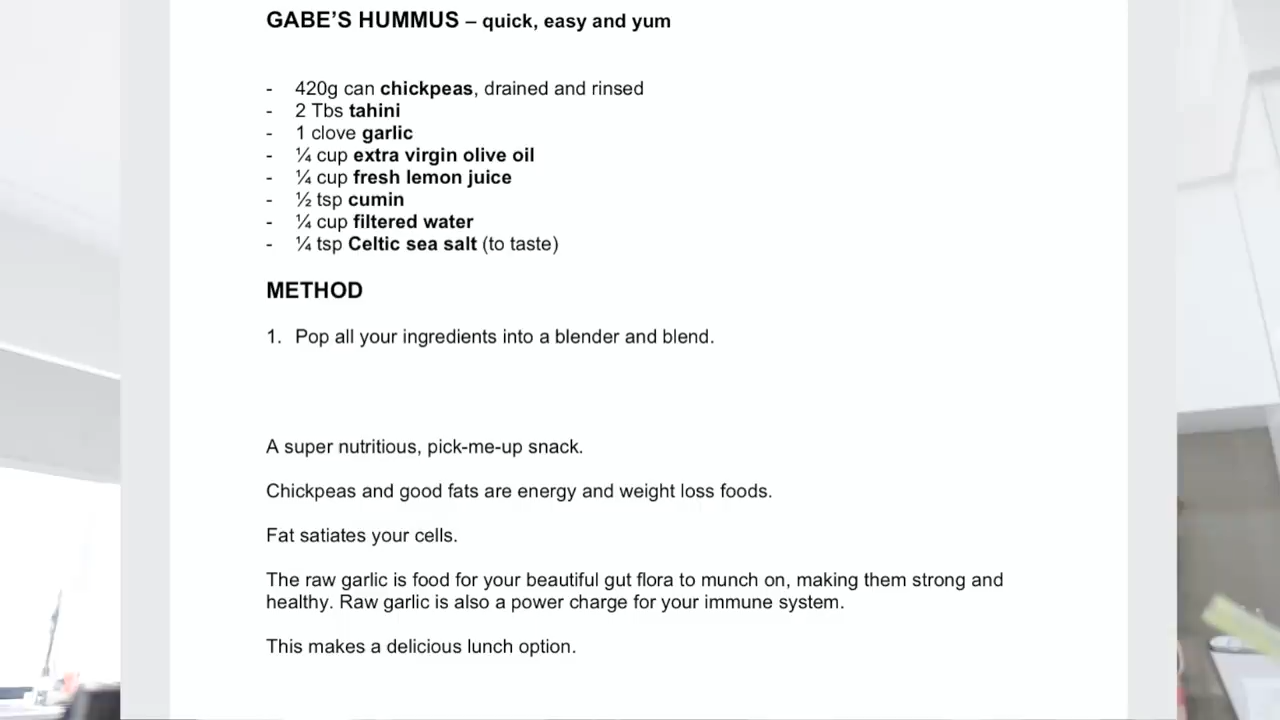 GABE’S HUMMUS – quick, easy and yum
- 420g can chickpeas, drained and rinsed
- 2 Tbs tahini
- 1 clove garlic
- ¼ cup extra virgin olive oil
- ¼ cup fresh lemon juice
- ½ tsp cumin
- ¼ cup filtered water
- ¼ tsp Celtic sea salt (to taste)
METHOD
1. Pop all your ingredients into a blender and blend.
A super nutritious, pick-me-up snack.
Chickpeas and good fats are energy and weight loss foods.
Fat satiates your cells.
The raw garlic is food for your beautiful gut flora to munch on, making them strong and
healthy. Raw garlic is also a power charge for your immune system.
This makes a delicious lunch option.